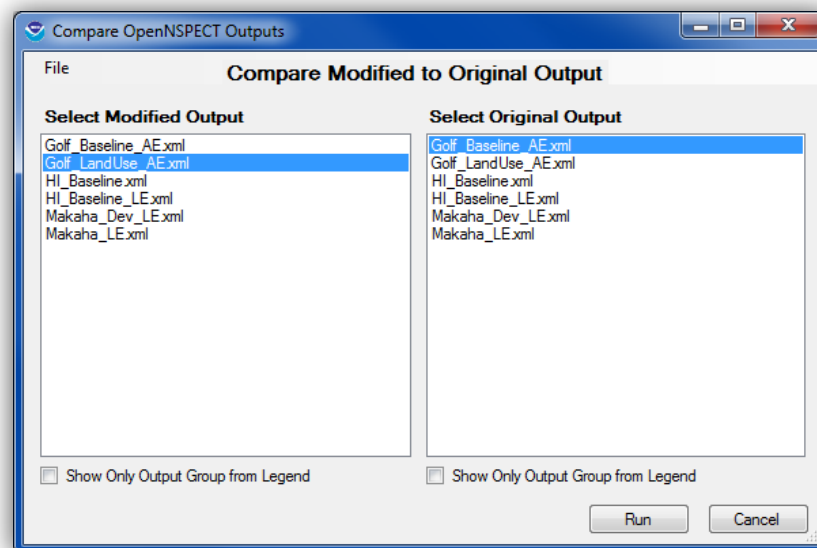 Compare OpenNSPECT Outputs
File
Compare Modified to Original Output
Select Modified Output
Golf_Baseline_AE.xml
Golf_LandUse_AE.xml
HI_Baseline.xml
HI_Baseline_LE.xml
Makaha_Dev_LE.xml
Makaha_LE.xml
Show Only Output Group from Legend
Select Original Output
Golf_Baseline_AE.xml
Golf_LandUse_AE.xml
HI_Baseline.xml
HI_Baseline_LE.xml
Makaha_Dev_LE.xml
Makaha_LE.xml
Show Only Output Group from Legend
Run
Cancel